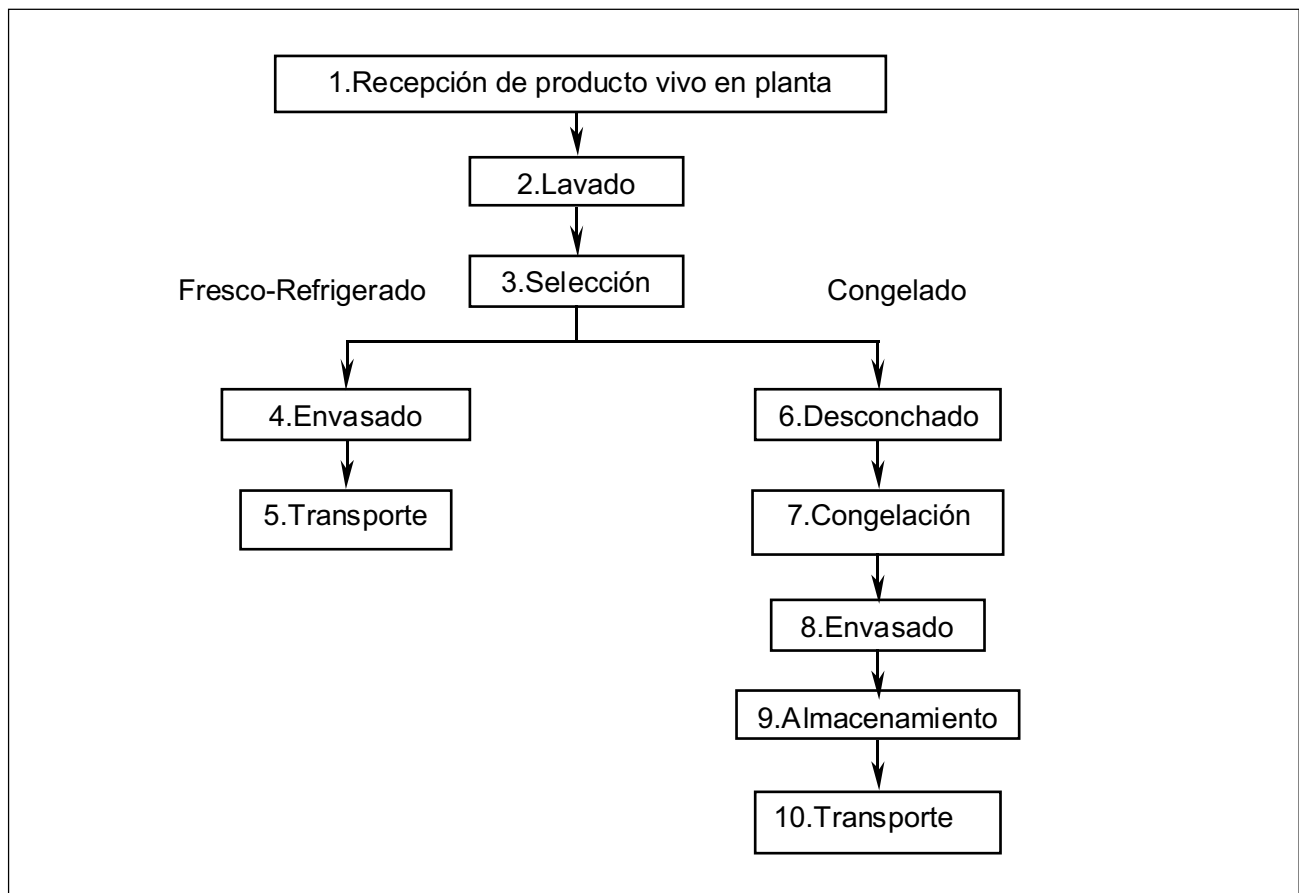 1.Recepción de producto vivo en planta
2.Lavado
3.Selección
Fresco-Refrigerado
Congelado
4.Envasado
5.Transporte
6.Desconchado
7.Congelación
8.Envasado
9.Almacenamiento
10.Transporte